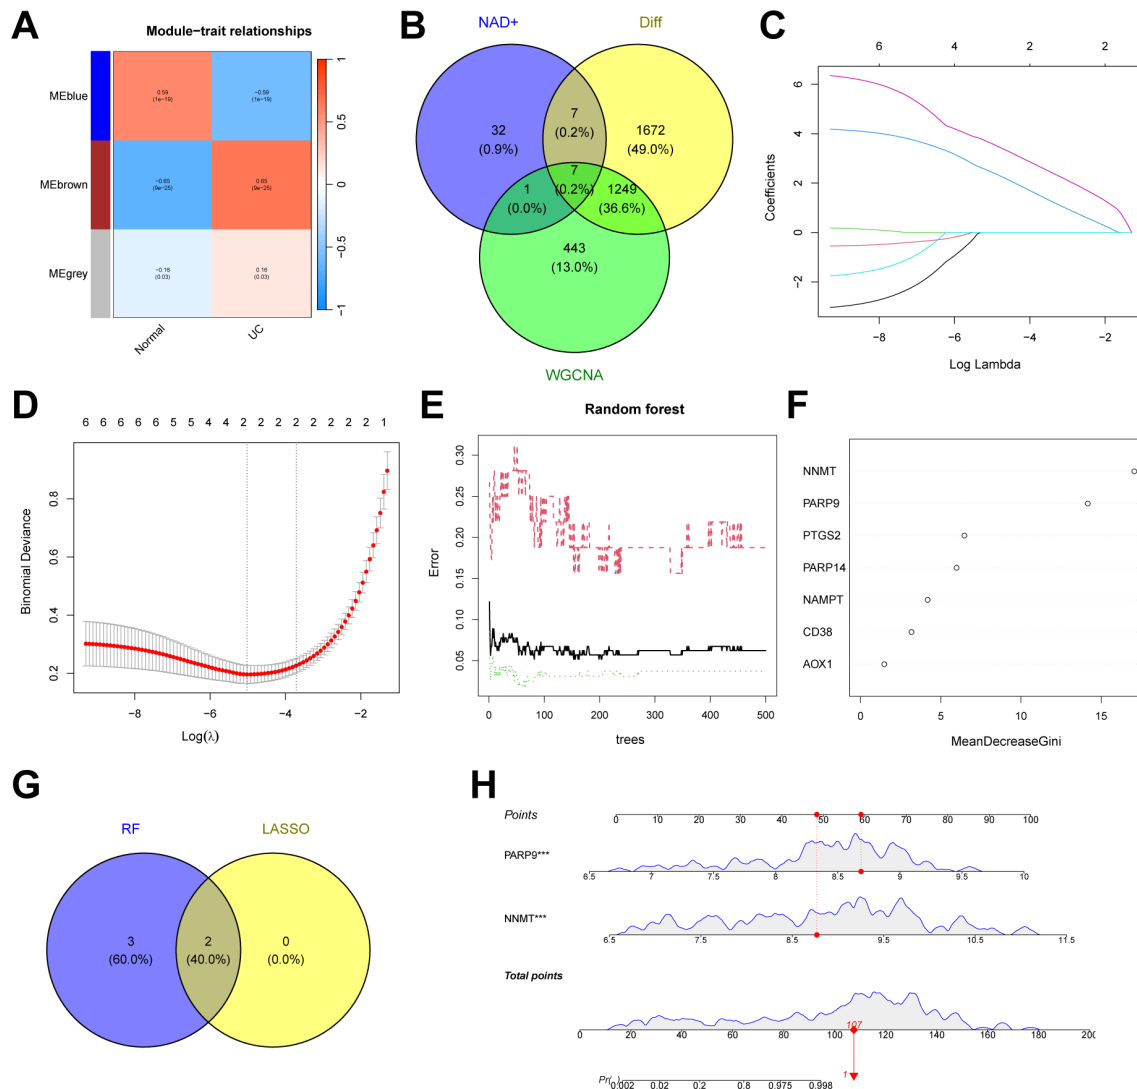 A
Module−trait relationships
MEblue
MEbrown
MEgrey
0.59
(1e−19)
−0.59
(1e−19)
−0.65
(9e−25)
0.65
(9e−25)
−0.16
(0.03)
0.16
(0.03)
Normal
UC
1
0.5
0
−0.5
−1
B
NAD+
Diff
32
(0.9%)
7
(0.2%)
1672
(49.0%)
1
(0.0%)
7
(0.2%)
1249
(36.6%)
443
(13.0%)
WGCNA
C
6 4 2
Coefficients
6
4
2
0
−2
−8 −6 −4 −2
Log Lambda
D
6 6 6 6 6 5 5 4 4 2 2 2 2 2 2 2 2 1
Binomial Deviance
0.8
0.6
0.4
0.2
−8 −6 −4 −2
Log(λ)
E
Random forest
Error
0.30
0.25
0.20
0.15
0.10
0.05
0 100 200 300 400 500
trees
F
NNMT
PARP9
PTGS2
PARP14
NAMPT
CD38
AOX1
0 5 10 15
MeanDecreaseGini
G
RF
LASSO
3
(60.0%)
2
(40.0%)
0
(0.0%)
H
Points
0 10 20 30 40 50 60 70 80 90 100
PARP9***
6.5 7 7.5 8 8.5 9 9.5 10
NNMT***
6.5 7.5 8.5 9.5 10.5 11.5
Total points
107
0 20 40 60 80 100 120 140 160 180
1
0.002 0.02 0.2 0.8 0.975 0.998